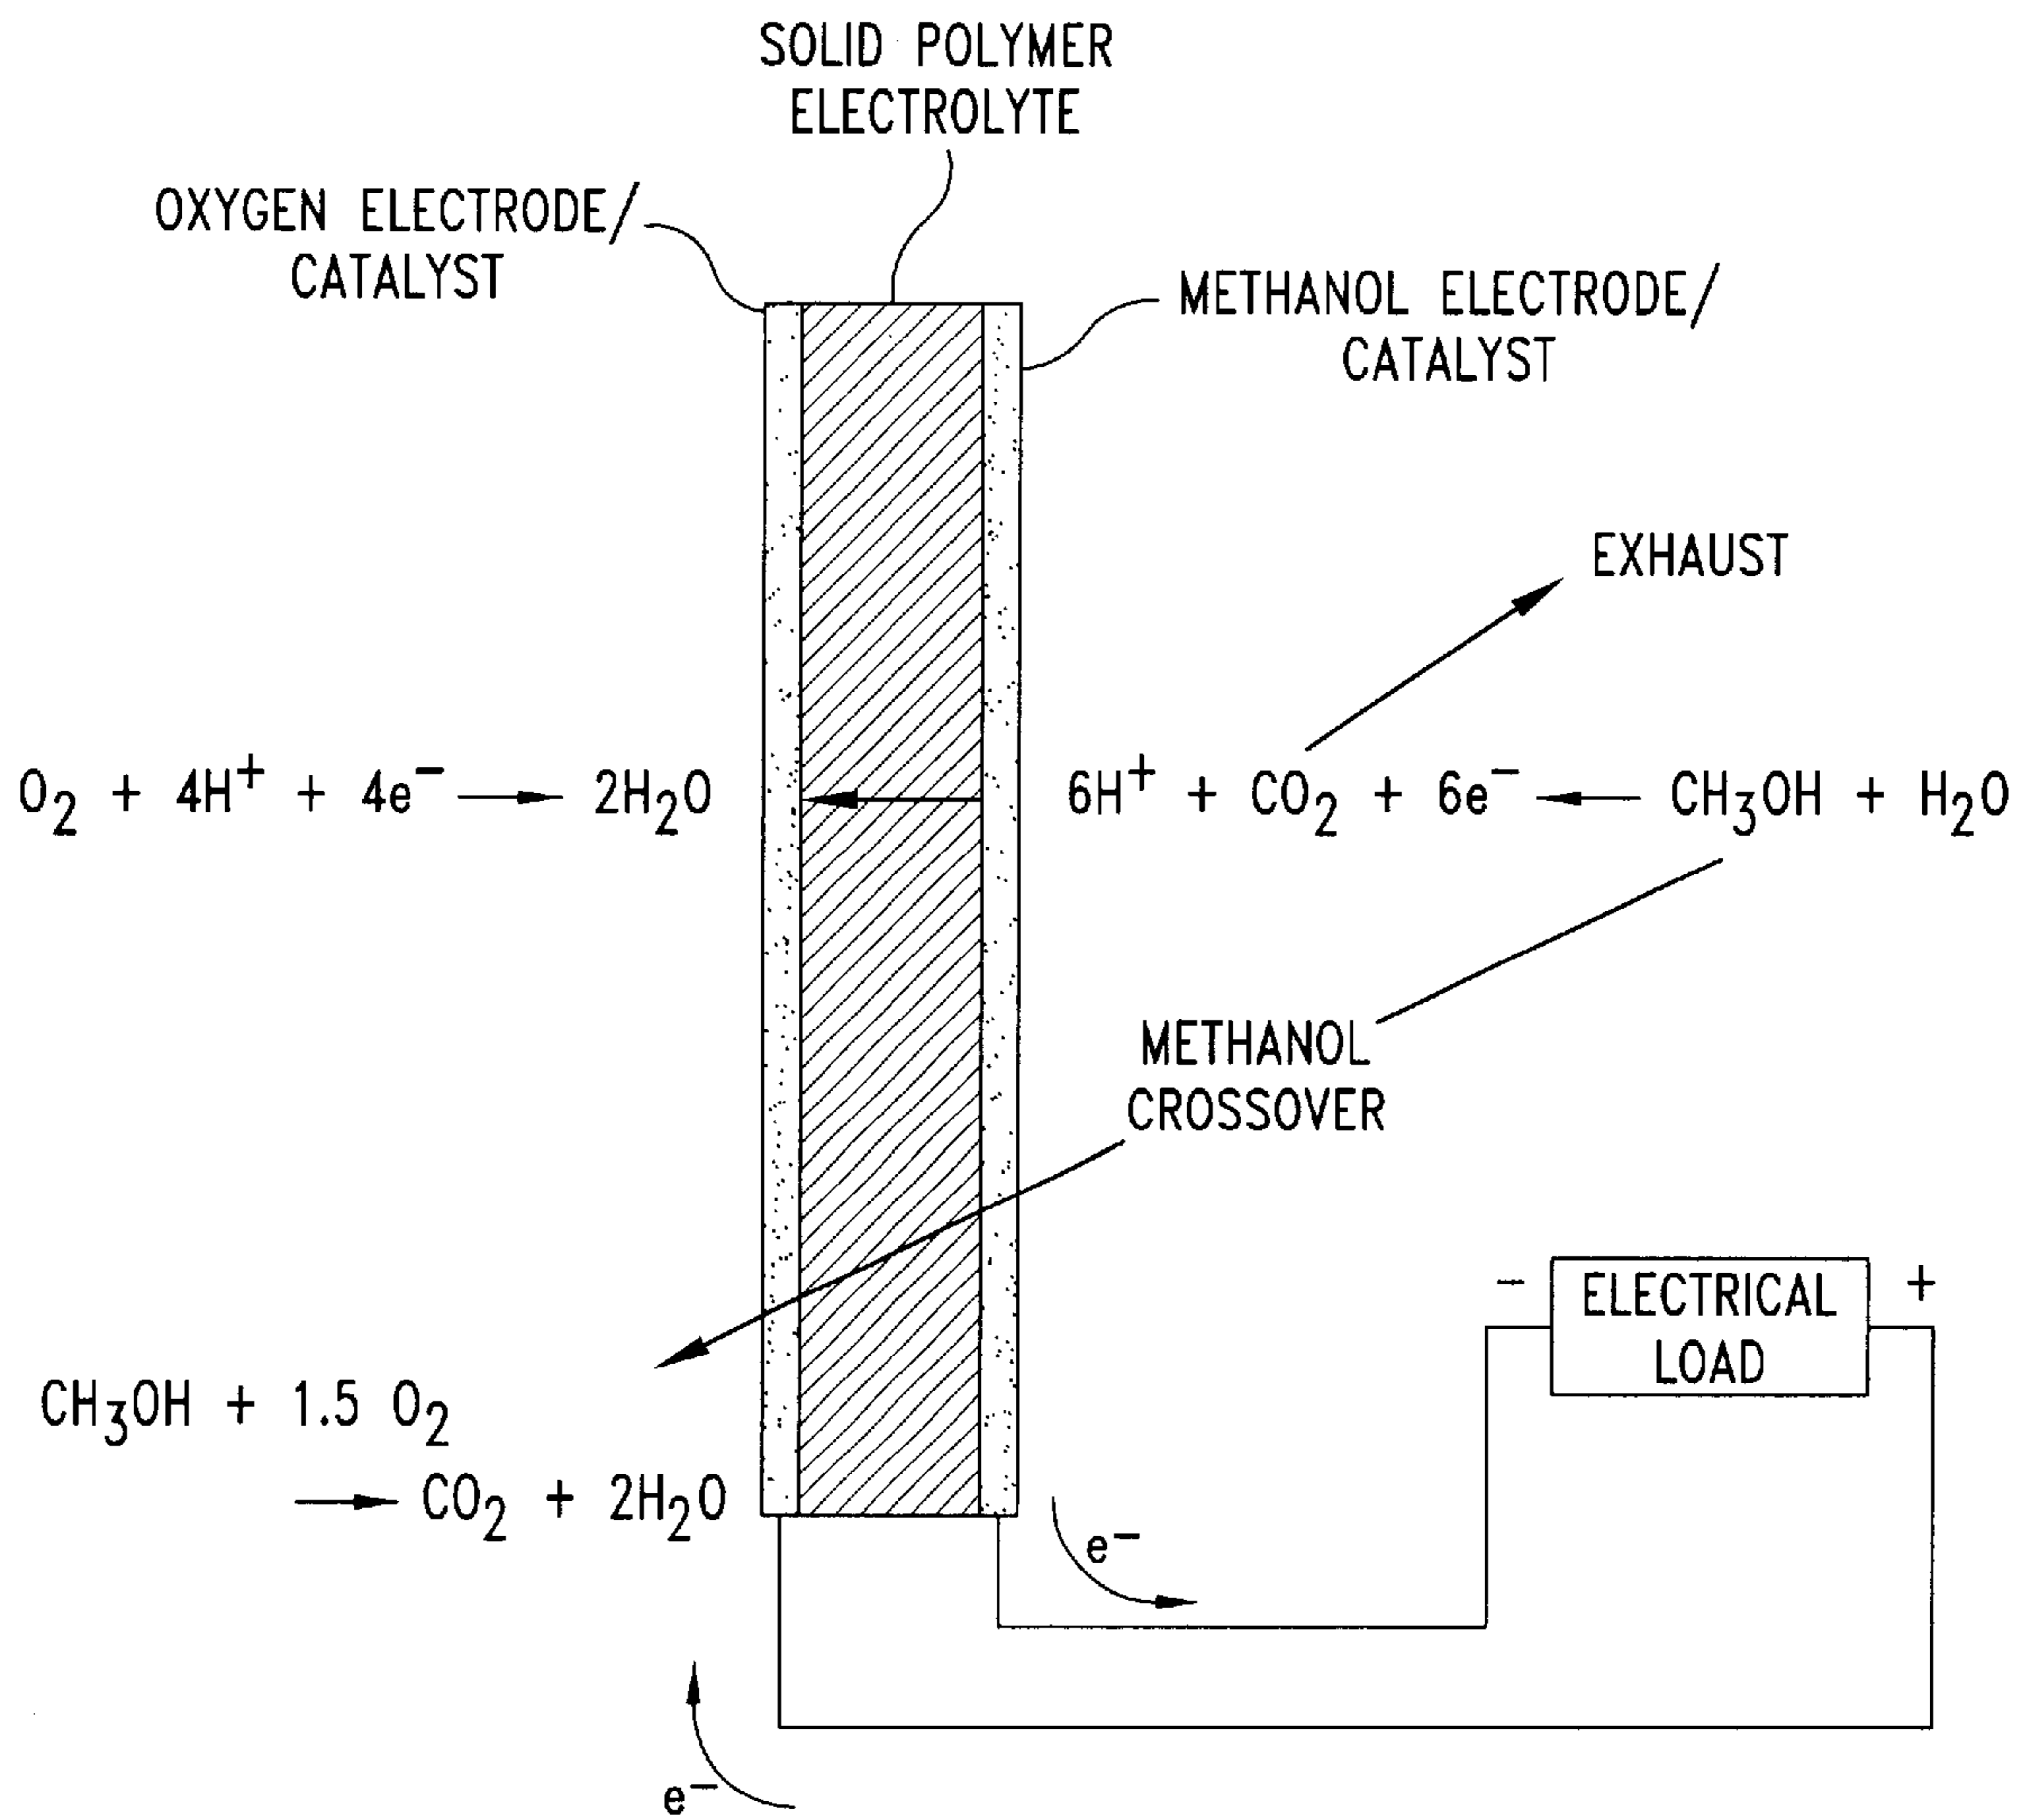 SOLID POLYMER
ELECTROLYTE
OXYGEN ELECTRODE/
CATALYST
METHANOL ELECTRODE/
CATALYST
EXHAUST
O₂ + 4H⁺ + 4e⁻ → 2H₂O
6H⁺ + CO₂ + 6e⁻ ← CH₃OH + H₂O
METHANOL
CROSSOVER
− ELECTRICAL +
LOAD
CH₃OH + 1.5 O₂
→ CO₂ + 2H₂O
e⁻
e⁻